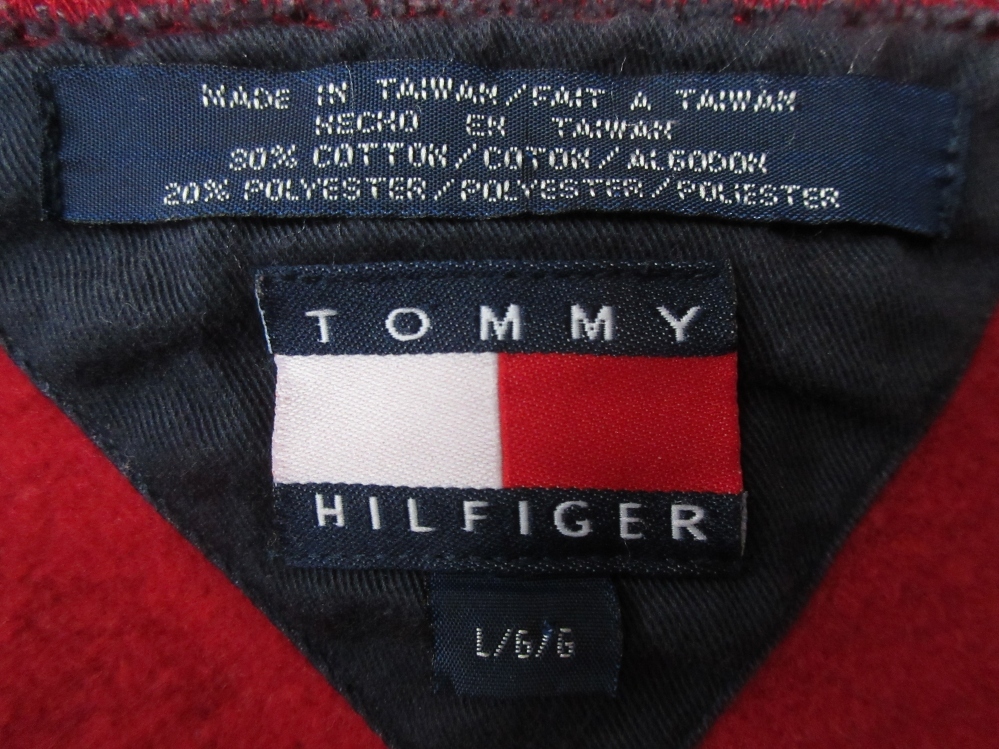 MADE IN TAIWAN/FAIT A TAIWAN
HECHO EN TAIWAN
80% COTTON/COTON/ALGODON
20% POLYESTER/POLYESTER/POLIESTER
TOMMY
HILFIGER
L/G/G